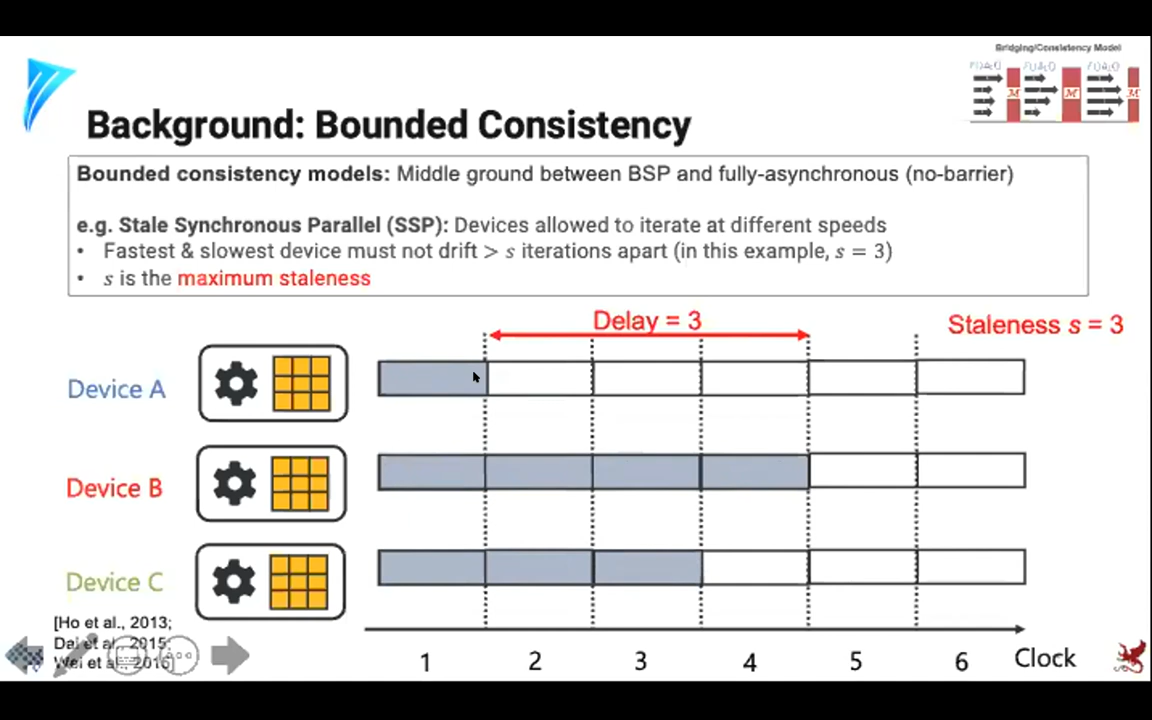 Bridging/Consistency Model
Background: Bounded Consistency
Bounded consistency models: Middle ground between BSP and fully-asynchronous (no-barrier)
e.g. Stale Synchronous Parallel (SSP): Devices allowed to iterate at different speeds
• Fastest & slowest device must not drift > s iterations apart (in this example, s = 3)
• s is the maximum staleness
Delay = 3
Staleness s = 3
Device A
Device B
Device C
[Ho et al., 2013;
Dai et al., 2015;
Wei et al., 2016]
1 2 3 4 5 6 Clock